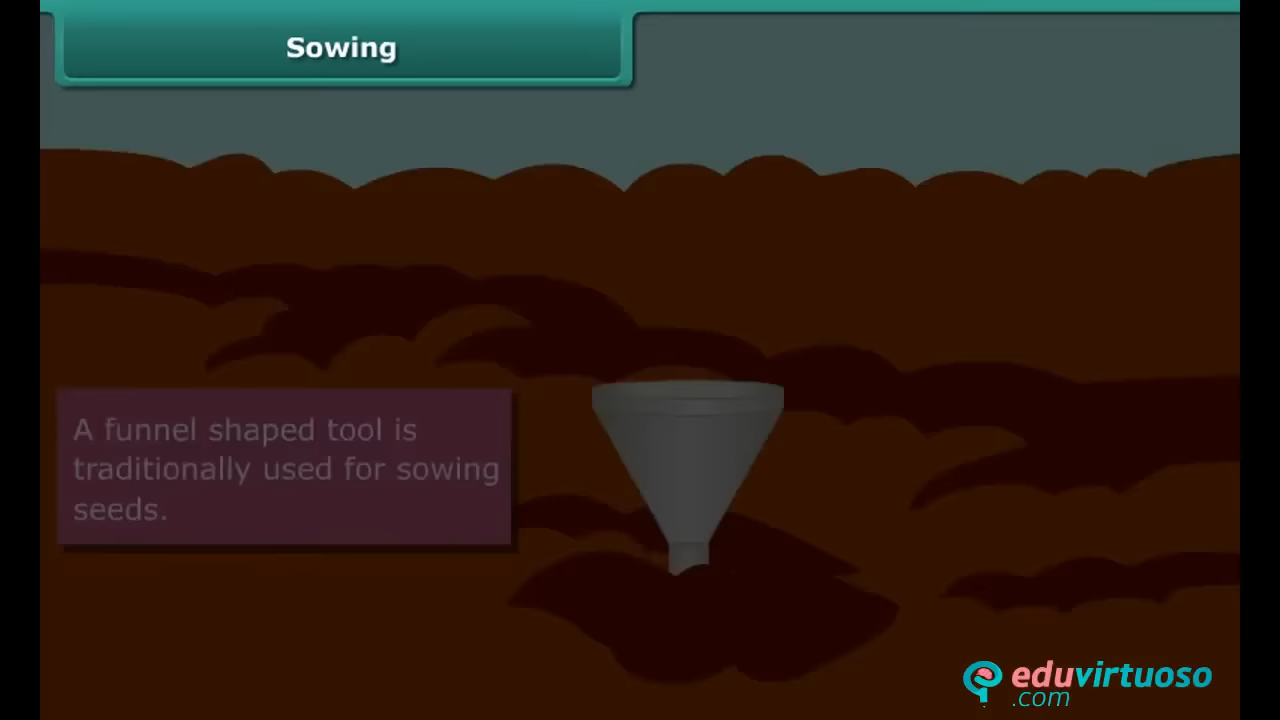 Sowing
A funnel shaped tool is
traditionally used for sowing
seeds.
eduvirtuoso
.com